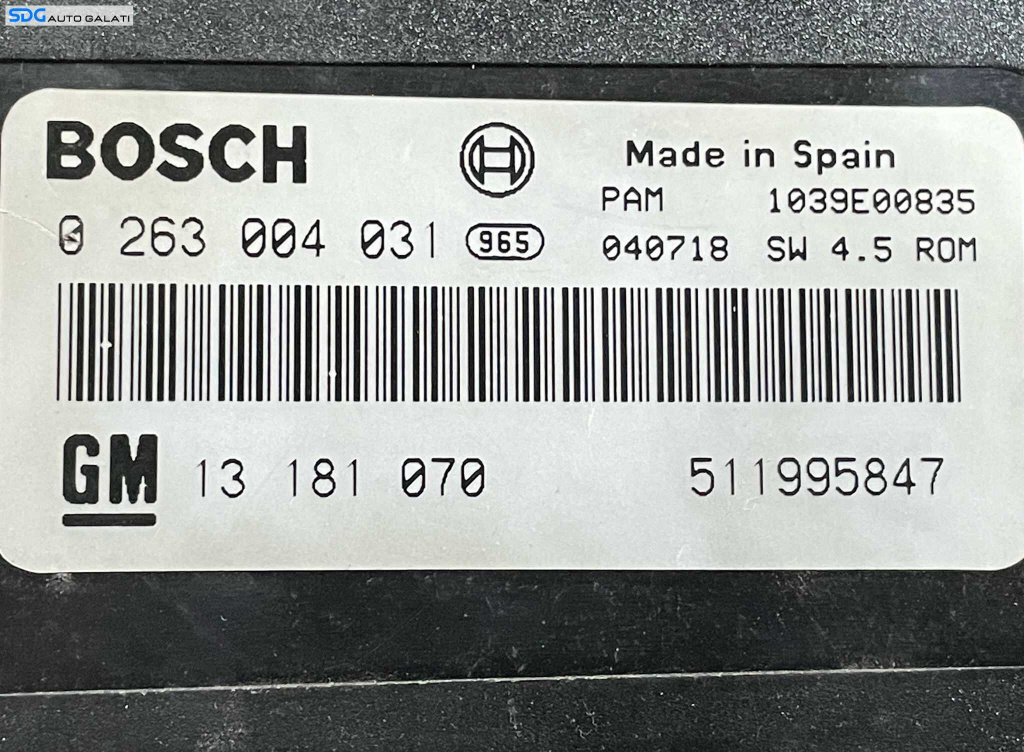 SDG AUTO GALATI
BOSCH
Made in Spain
PAM 1039E00835
0 263 004 031 965 040718 SW 4.5 ROM
GM 13 181 070 511995847